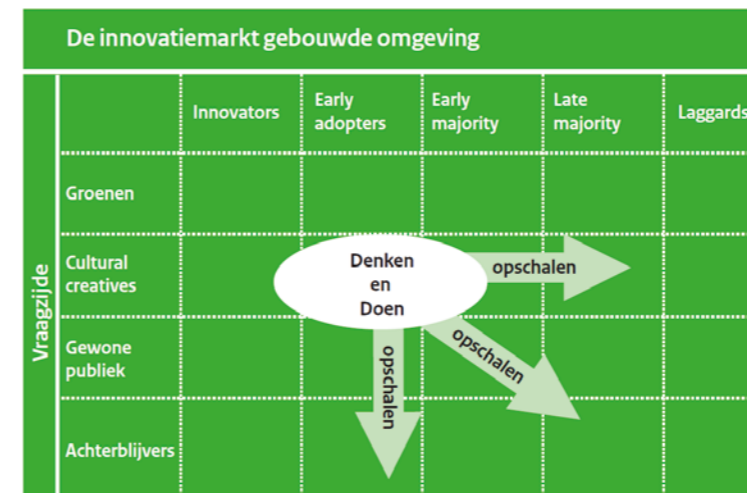 De innovatiemarkt gebouwde omgeving
Innovators
Early
adopters
Early
majority
Late
majority
Laggards
Vraagzijde
Groenen
Cultural
creatives
Denken
en
Doen
opschalen
Gewone
publiek
opschalen
opschalen
Achterblijvers